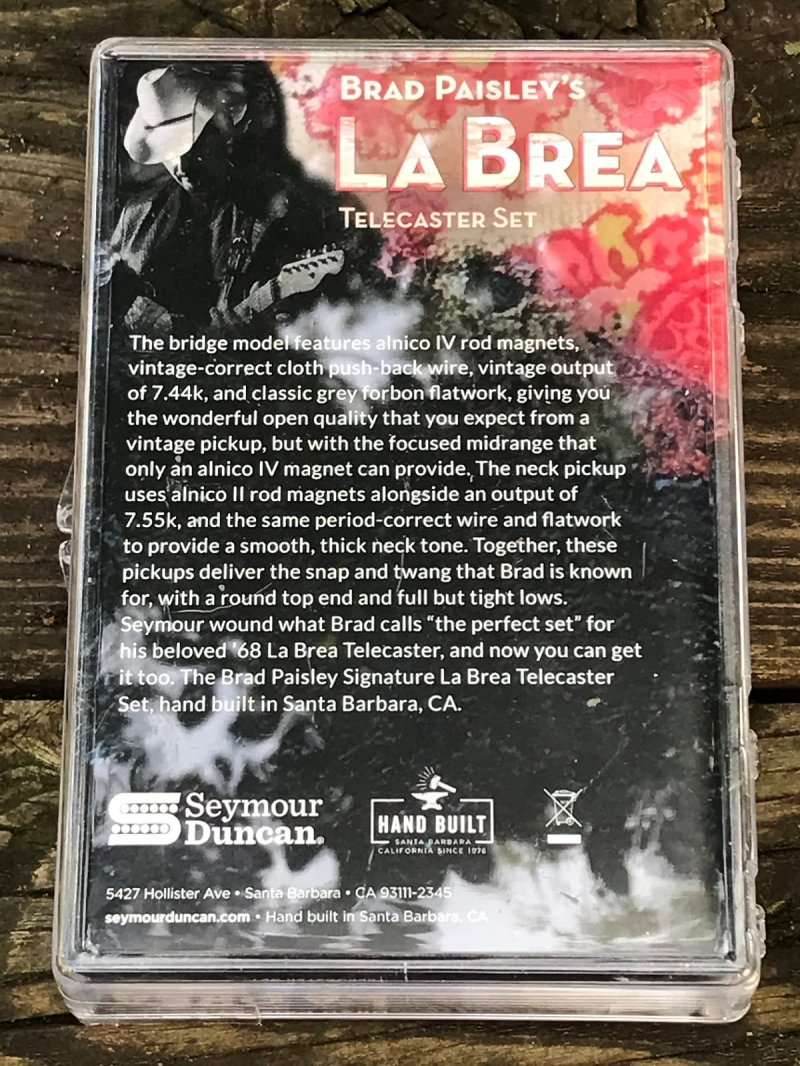 BRAD PAISLEY'S
LA BREA
TELECASTER SET
The bridge model features alnico IV rod magnets,
vintage-correct cloth push-back wire, vintage output
of 7.44k, and classic grey forbon flatwork, giving you
the wonderful open quality that you expect from a
vintage pickup, but with the focused midrange that
only an alnico IV magnet can provide. The neck pickup
uses alnico II rod magnets alongside an output of
7.55k, and the same period-correct wire and flatwork
to provide a smooth, thick neck tone. Together, these
pickups deliver the snap and twang that Brad is known
for, with a round top end and full but tight lows.
Seymour wound what Brad calls "the perfect set" for
his beloved '68 La Brea Telecaster, and now you can get
it too. The Brad Paisley Signature La Brea Telecaster
Set, hand built in Santa Barbara, CA.
Seymour
Duncan®
HAND BUILT
SANTA BARBARA
CALIFORNIA SINCE 1976
5427 Hollister Ave • Santa Barbara • CA 93111-2345
seymourduncan.com • Hand built in Santa Barbara, CA